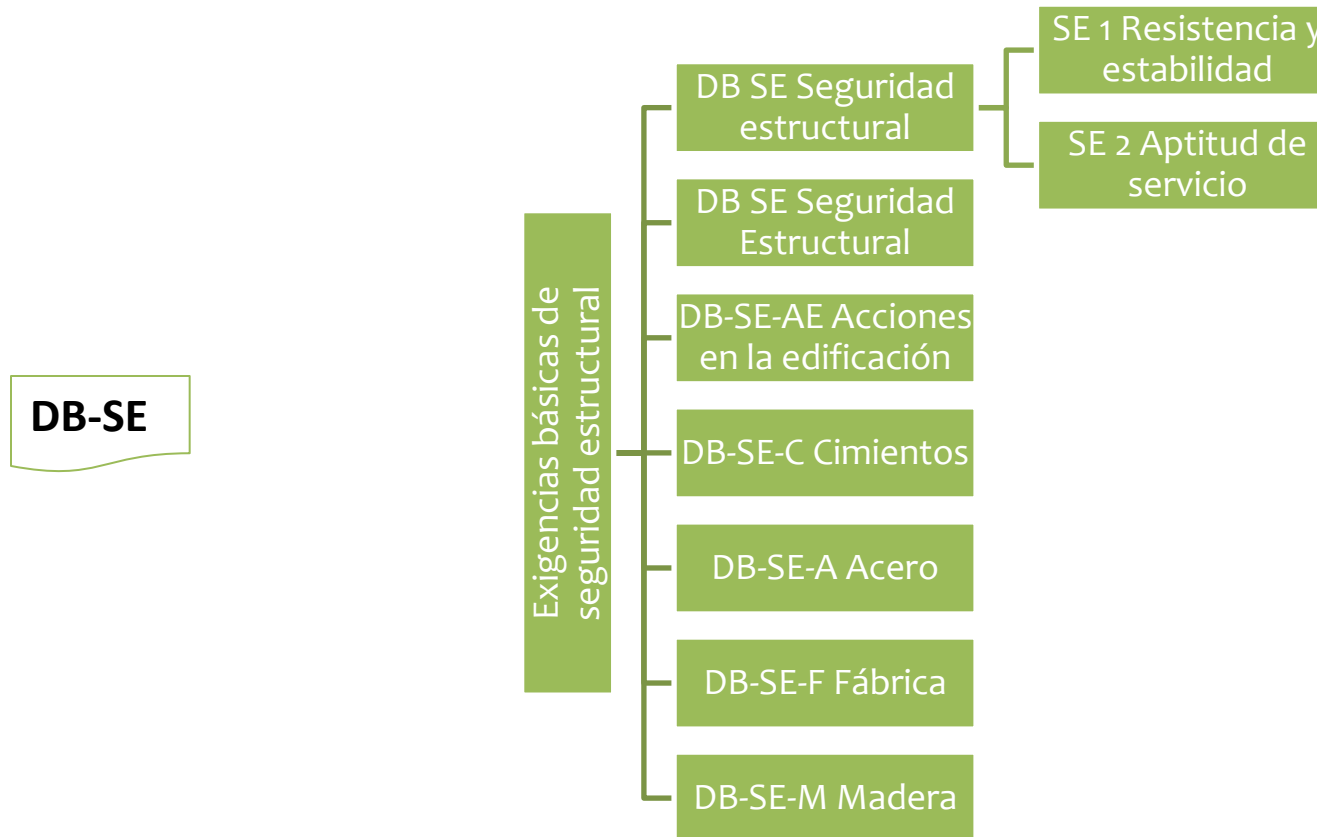 DB-SE
Exigencias básicas de
seguridad estructural
DB SE Seguridad
estructural
SE 1 Resistencia y
estabilidad
SE 2 Aptitud de
servicio
DB SE Seguridad
Estructural
DB-SE-AE Acciones
en la edificación
DB-SE-C Cimientos
DB-SE-A Acero
DB-SE-F Fábrica
DB-SE-M Madera